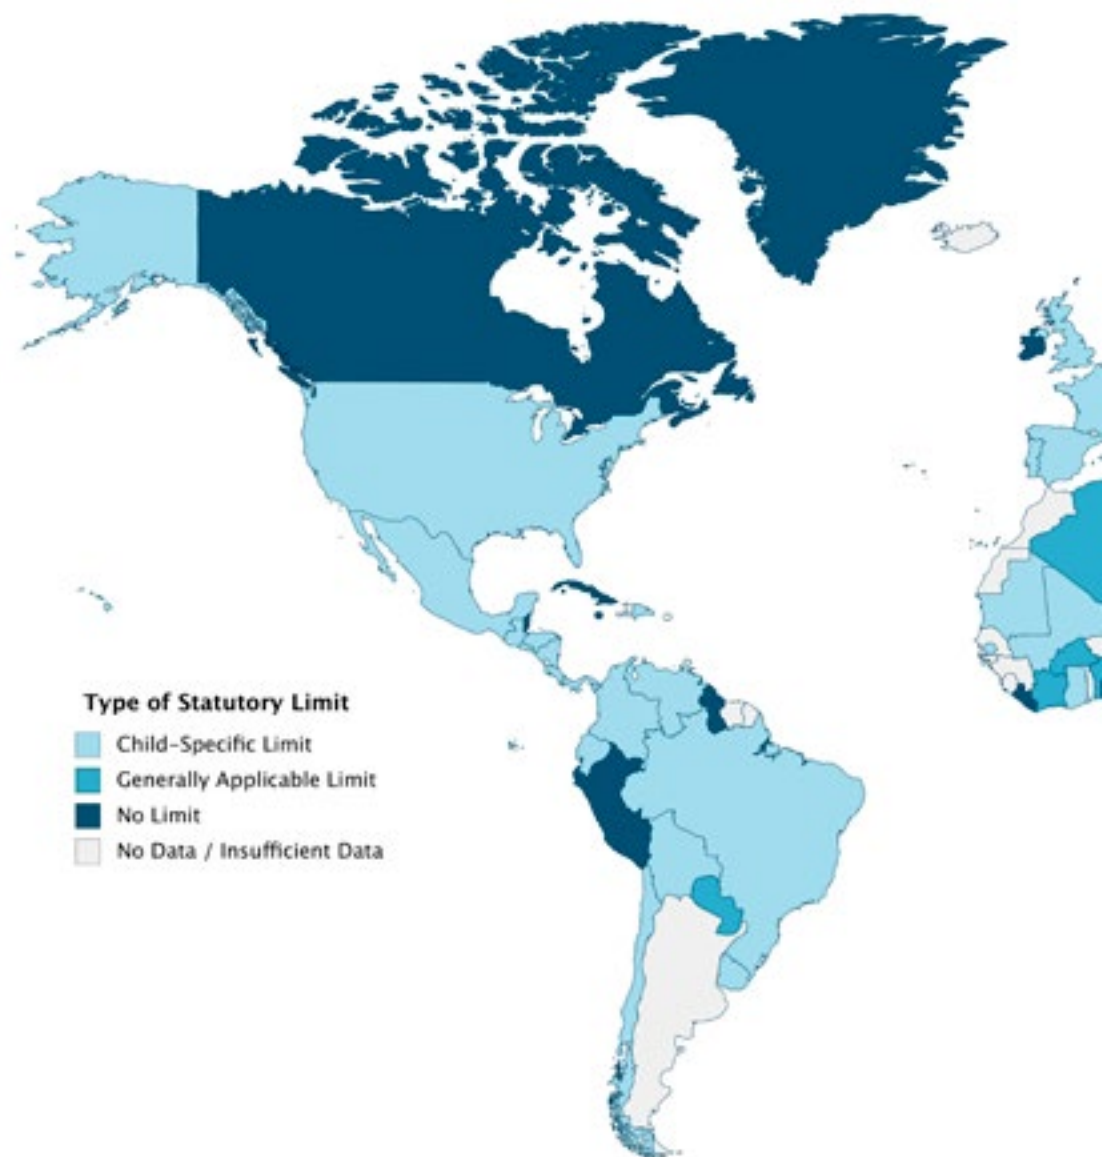 Type of Statutory Limit
Child-Specific Limit
Generally Applicable Limit
No Limit
No Data / Insufficient Data